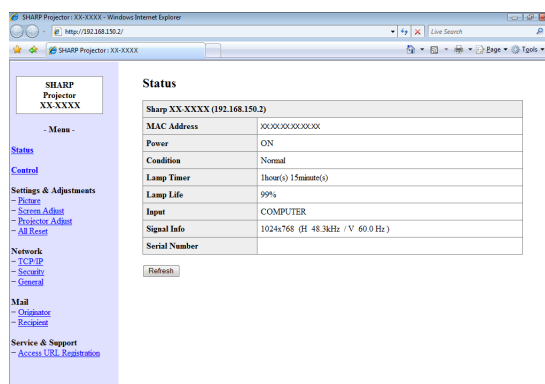 SHARP Projector : XX-XXXX - Windows Internet Explorer
http://192.168.150.2/
Live Search
SHARP Projector : XX-XXXX
Page
Tools
SHARP
Projector
XX-XXXX
- Menu -
Status
Control
Settings & Adjustments
- Picture
- Screen Adjust
- Projector Adjust
- All Reset
Network
- TCP/IP
- Security
- General
Mail
- Originator
- Recipient
Service & Support
- Access URL Registration
Status
Sharp XX-XXXX (192.168.150.2)
MAC Address XX:XX:XX:XX:XX:XX
Power ON
Condition Normal
Lamp Timer 1hour(s) 15minute(s)
Lamp Life 99%
Input COMPUTER
Signal Info 1024x768 (H 48.3kHz / V 60.0 Hz )
Serial Number
Refresh